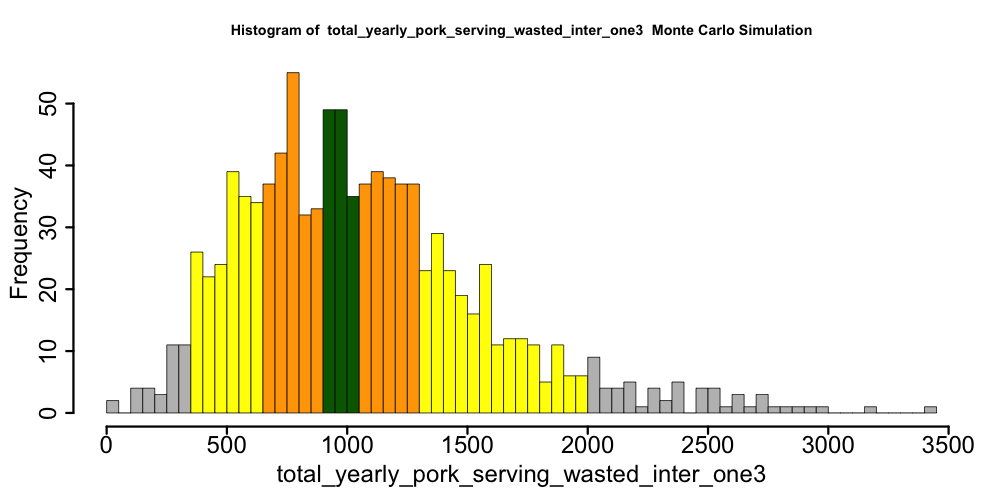 Histogram of  total_yearly_pork_serving_wasted_inter_one3  Monte Carlo Simulation
50
40
30
20
10
0
Frequency
0 500 1000 1500 2000 2500 3000 3500
total_yearly_pork_serving_wasted_inter_one3